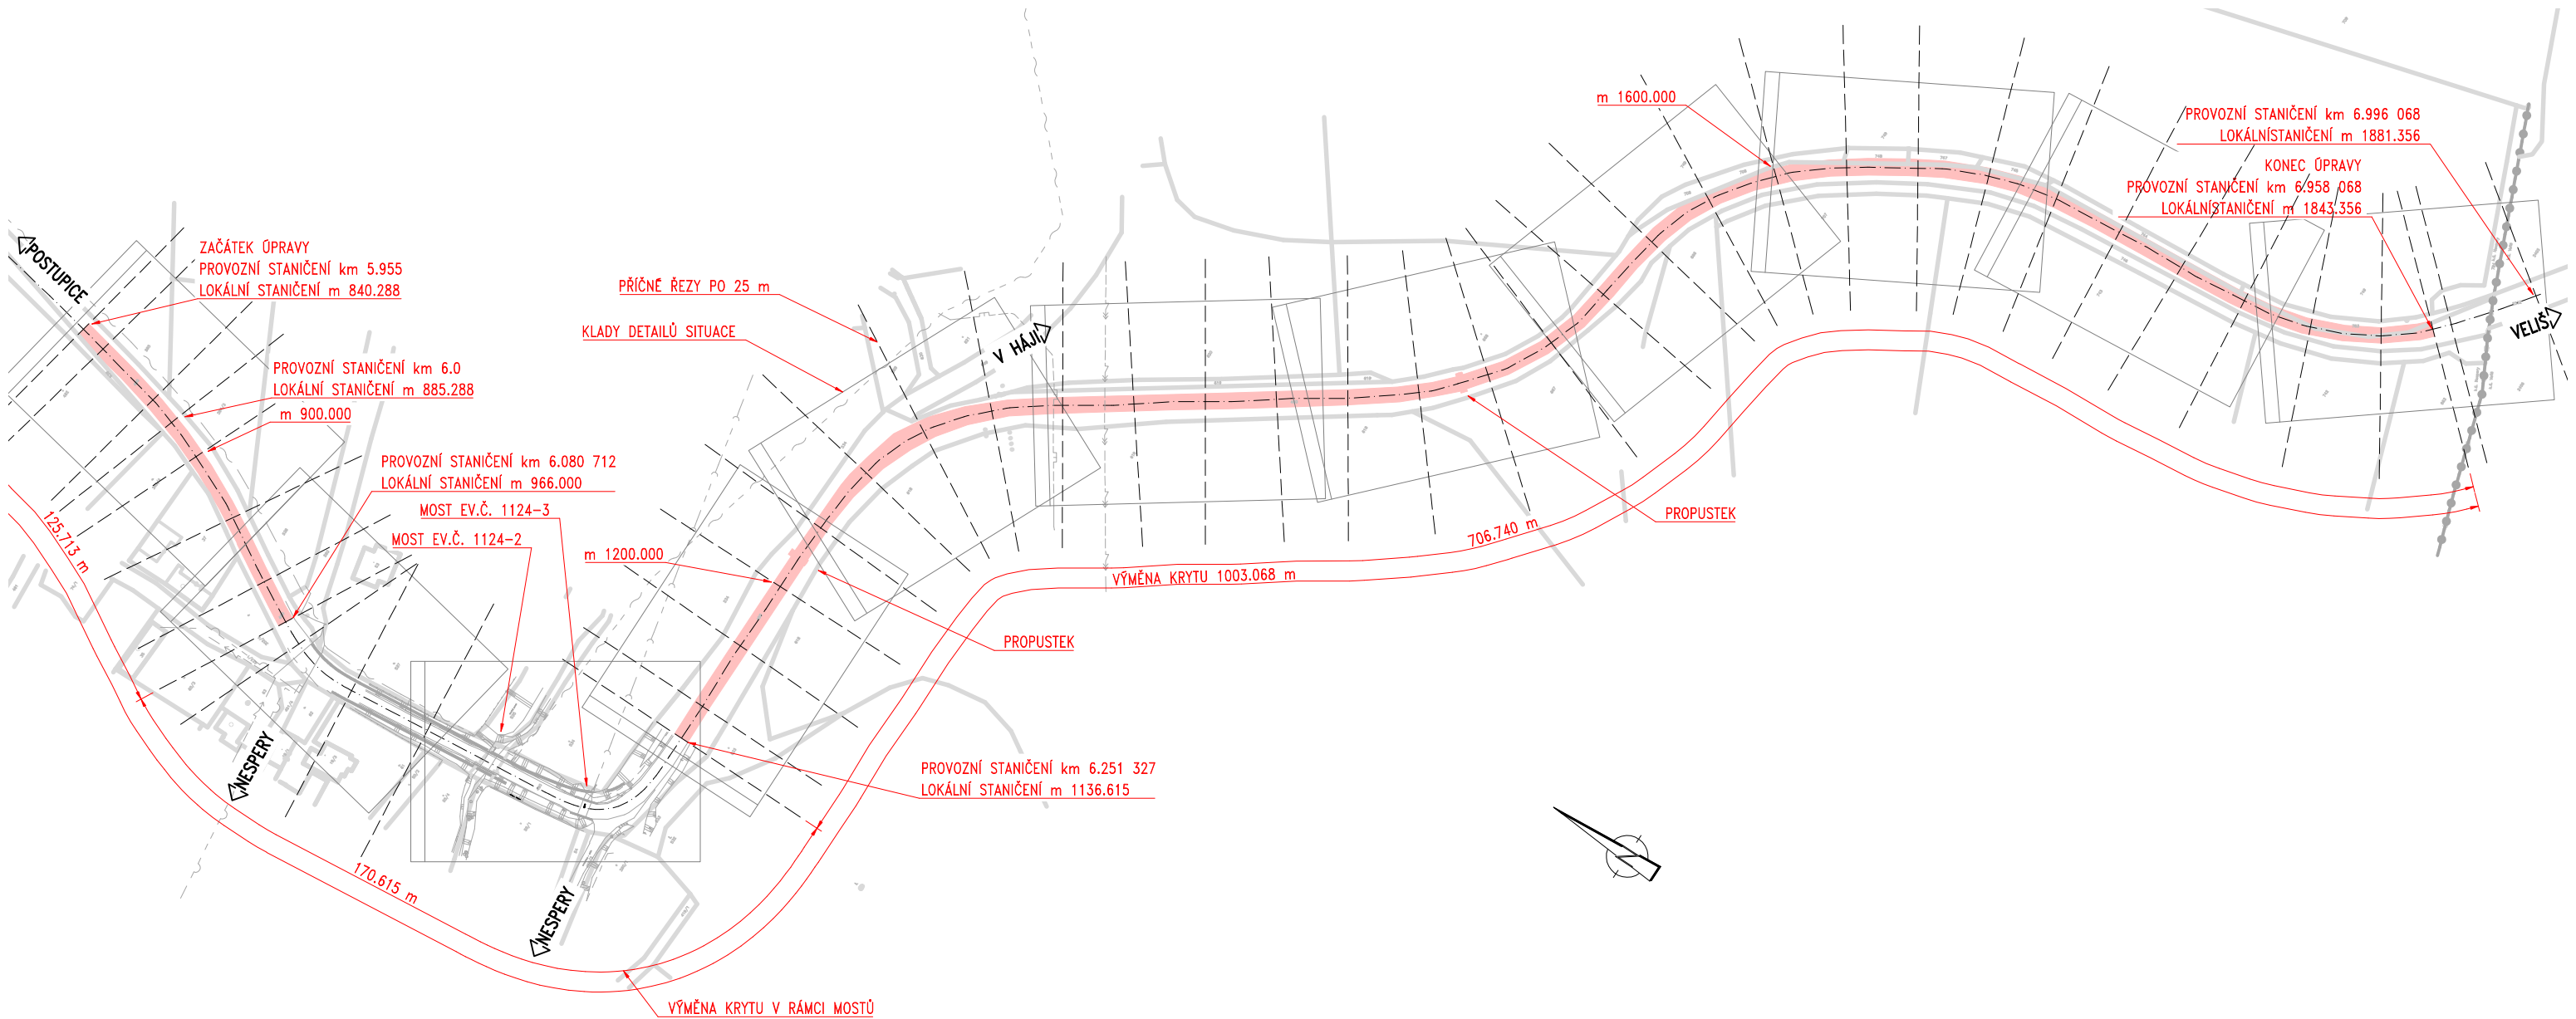 POSTUPICE
ZAČÁTEK ÚPRAVY
PROVOZNÍ STANIČENÍ km 5.955
LOKÁLNÍ STANIČENÍ m 840.288
PROVOZNÍ STANIČENÍ km 6.0
LOKÁLNÍ STANIČENÍ m 885.288
m 900.000
PROVOZNÍ STANIČENÍ km 6.080 712
LOKÁLNÍ STANIČENÍ m 966.000
MOST EV.Č. 1124-3
MOST EV.Č. 1124-2
125.713 m
NESPERY
170.615 m
NESPERY
VÝMĚNA KRYTU V RÁMCI MOSTŮ
PŘÍČNÉ ŘEZY PO 25 m
KLADY DETAILŮ SITUACE
V HÁJI
m 1200.000
PROPUSTEK
PROVOZNÍ STANIČENÍ km 6.251 327
LOKÁLNÍ STANIČENÍ m 1136.615
VÝMĚNA KRYTU 1003.068 m
706.740 m
PROPUSTEK
m 1600.000
PROVOZNÍ STANIČENÍ km 6.996 068
LOKÁLNÍSTANIČENÍ m 1881.356
KONEC ÚPRAVY
PROVOZNÍ STANIČENÍ km 6.958 068
LOKÁLNÍSTANIČENÍ m 1843.356
VELIŠ